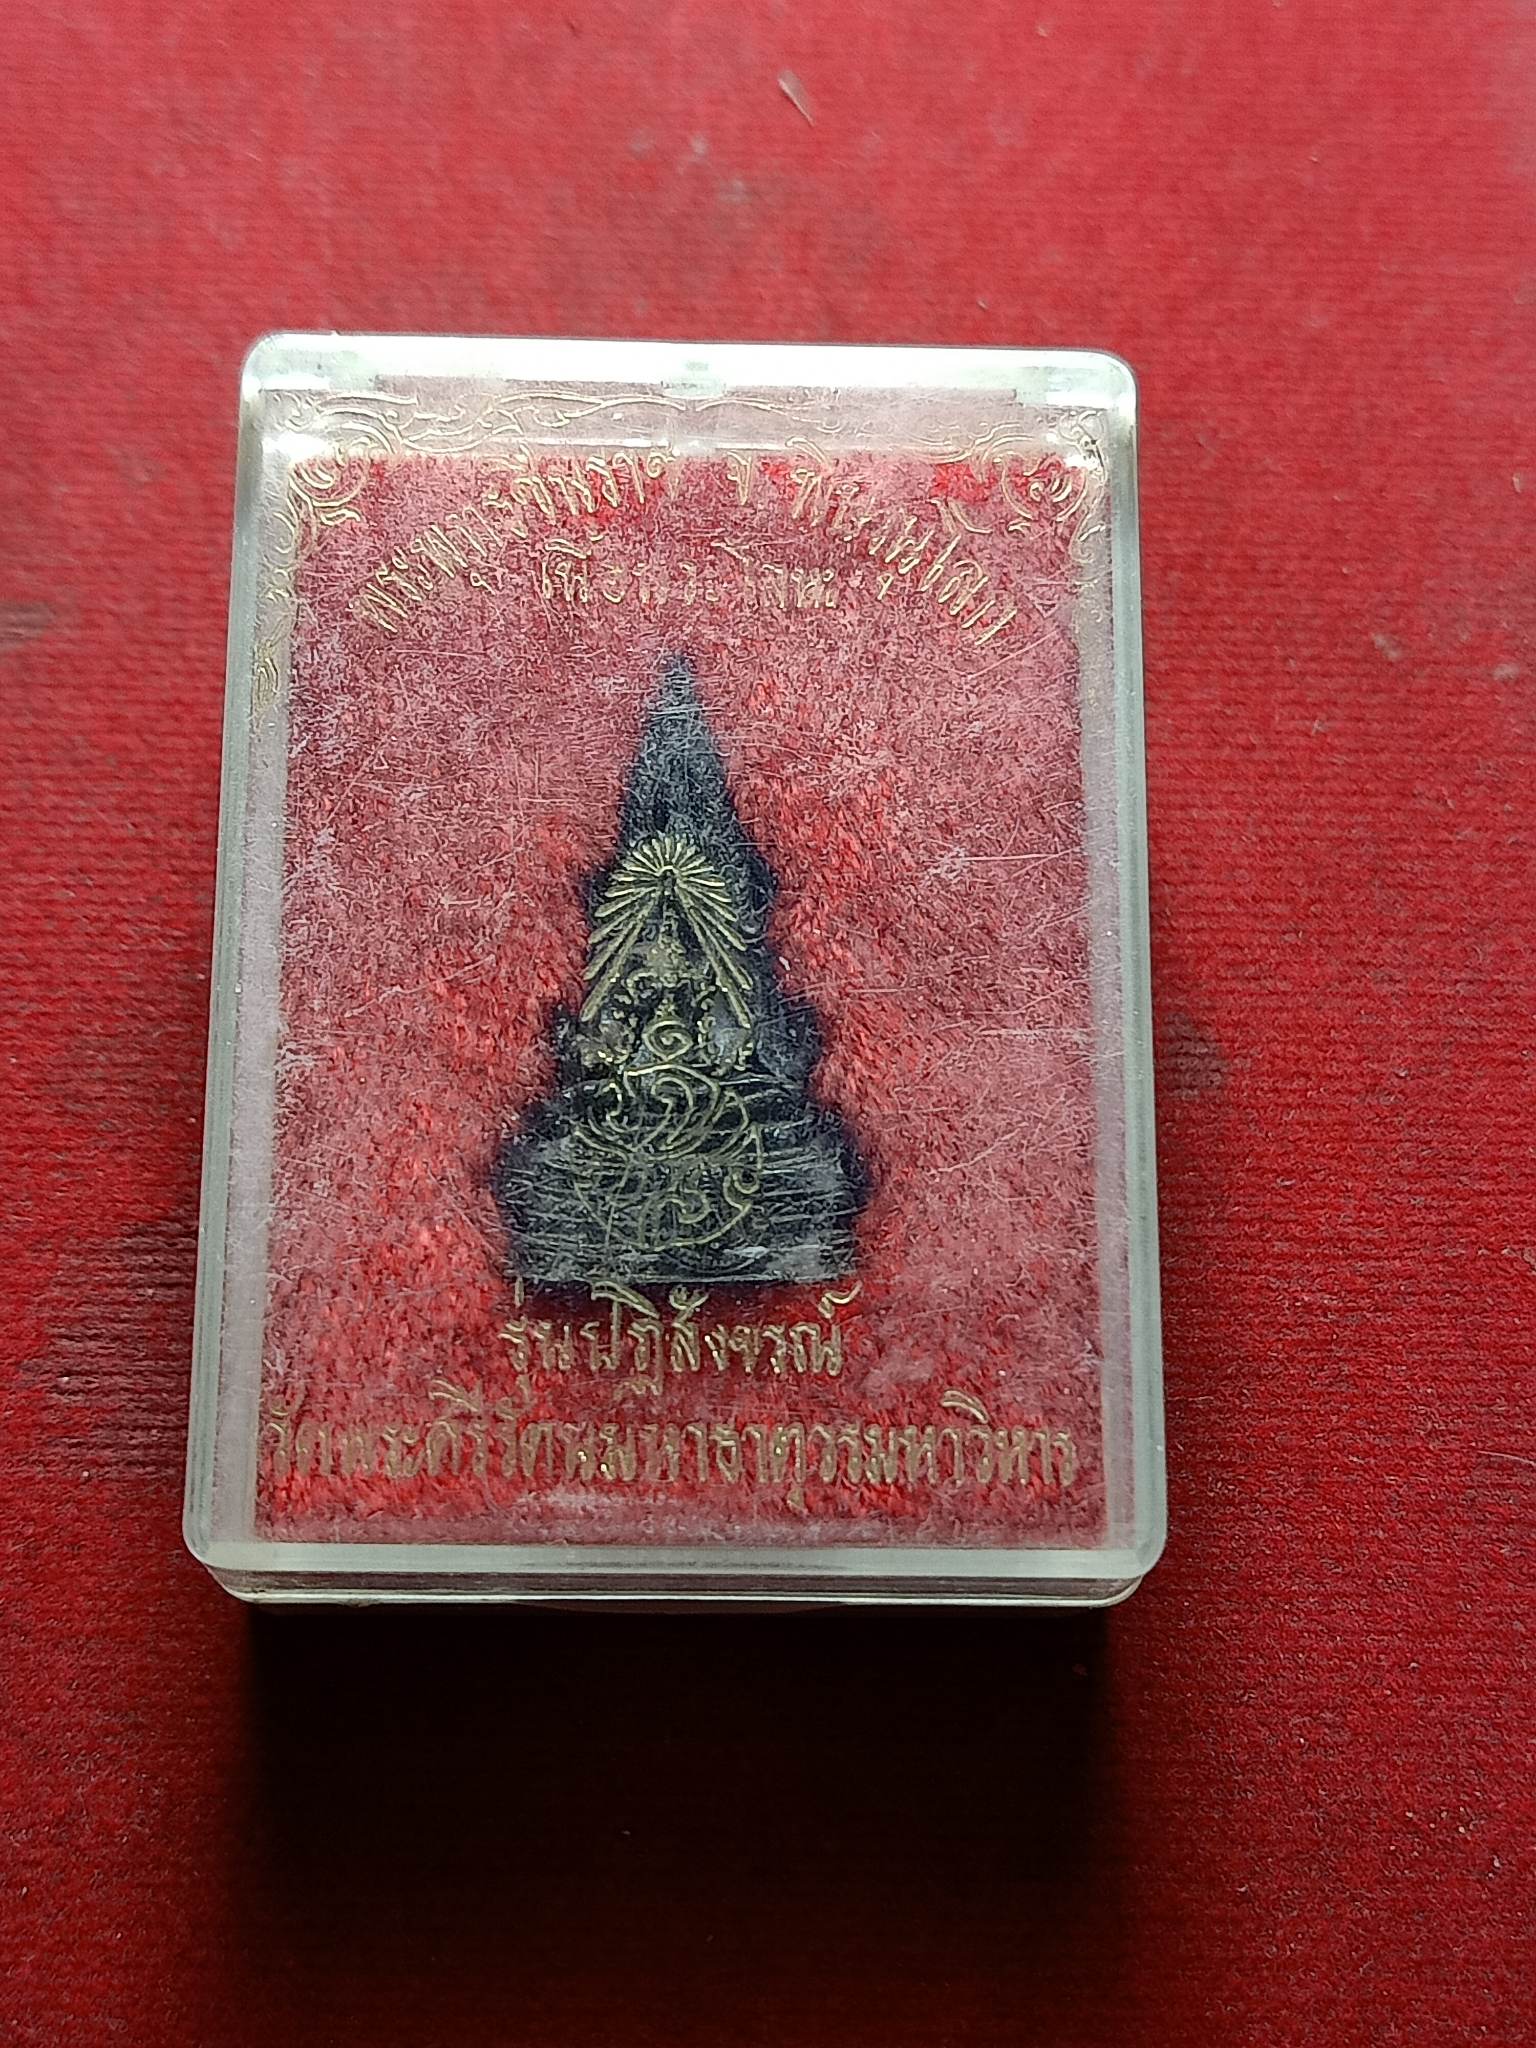 พระพุทธชินราช จ. พิษณุโลก
รุ่นปฏิสังขรณ์
วัดพระศรีรัตนมหาธาตุวรมหาวิหาร